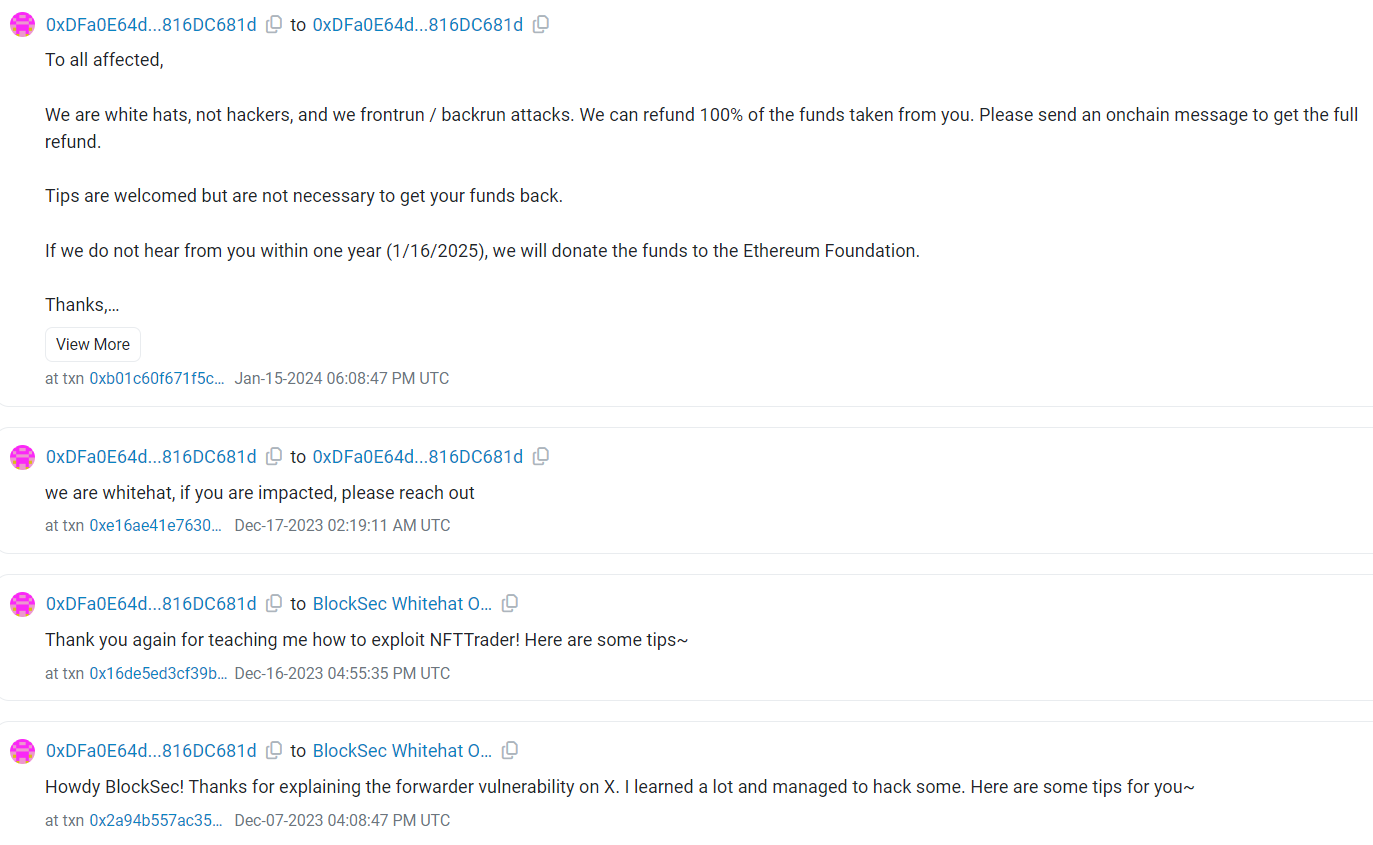 0xDFa0E64d...816DC681d to 0xDFa0E64d...816DC681d
To all affected,
We are white hats, not hackers, and we frontrun / backrun attacks. We can refund 100% of the funds taken from you. Please send an onchain message to get the full
refund.
Tips are welcomed but are not necessary to get your funds back.
If we do not hear from you within one year (1/16/2025), we will donate the funds to the Ethereum Foundation.
Thanks,...
View More
at txn 0xb01c60f671f5c... Jan-15-2024 06:08:47 PM UTC
0xDFa0E64d...816DC681d to 0xDFa0E64d...816DC681d
we are whitehat, if you are impacted, please reach out
at txn 0xe16ae41e7630... Dec-17-2023 02:19:11 AM UTC
0xDFa0E64d...816DC681d to BlockSec Whitehat O...
Thank you again for teaching me how to exploit NFTTrader! Here are some tips~
at txn 0x16de5ed3cf39b... Dec-16-2023 04:55:35 PM UTC
0xDFa0E64d...816DC681d to BlockSec Whitehat O...
Howdy BlockSec! Thanks for explaining the forwarder vulnerability on X. I learned a lot and managed to hack some. Here are some tips for you~
at txn 0x2a94b557ac35... Dec-07-2023 04:08:47 PM UTC